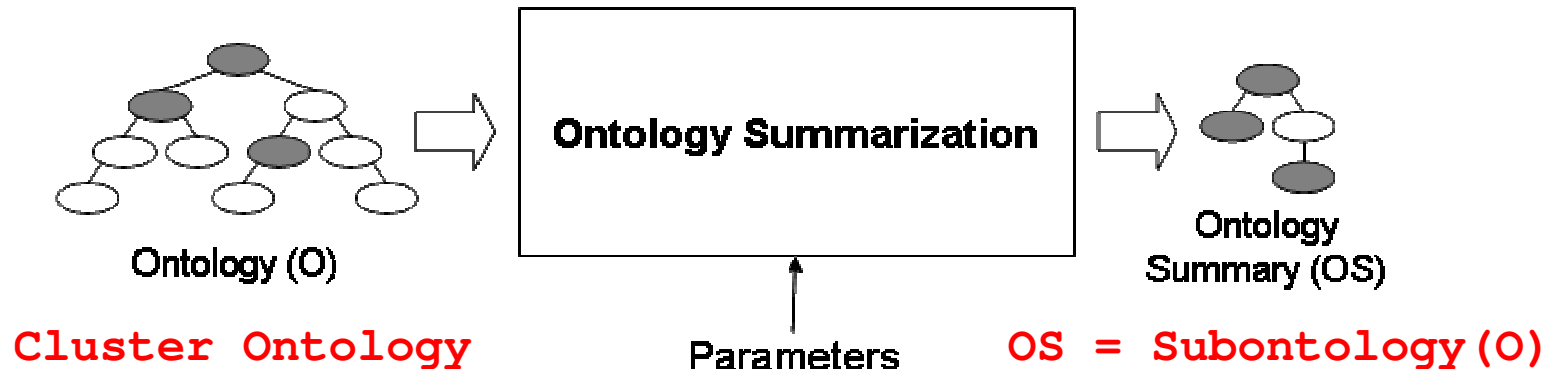 Ontology Summarization
Ontology (O)
Ontology
Summary (OS)
Cluster Ontology
Parameters
OS = Subontology(O)